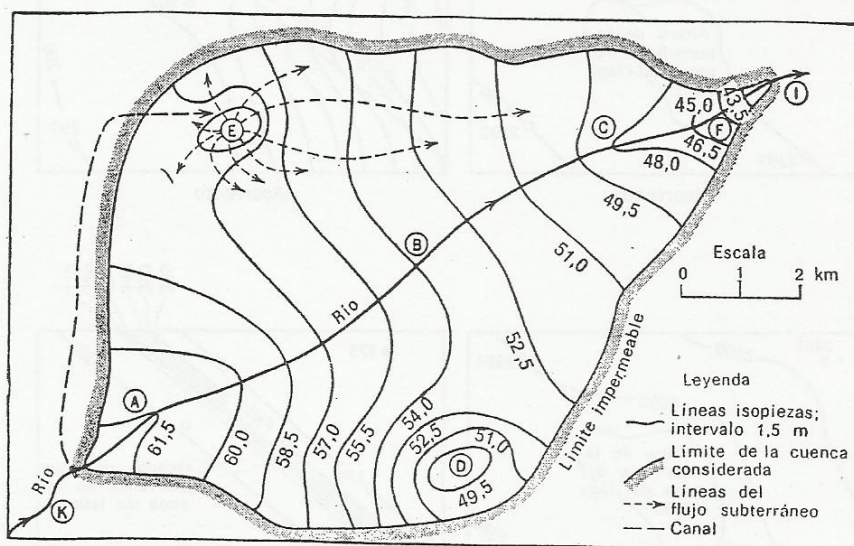 E
45,0
43,5
I
C
F
46,5
48,0
49,5
B
51,0
Escala
0 1 2 km
Río
52,5
Límite impermeable
Leyenda
A
54,0
Líneas isopiezas;
intervalo 1,5 m
61,5
60,0
58,5
57,0
55,5
52,5
51,0
D
49,5
Límite de la cuenca
considerada
Río
K
Líneas del
flujo subterráneo
Canal